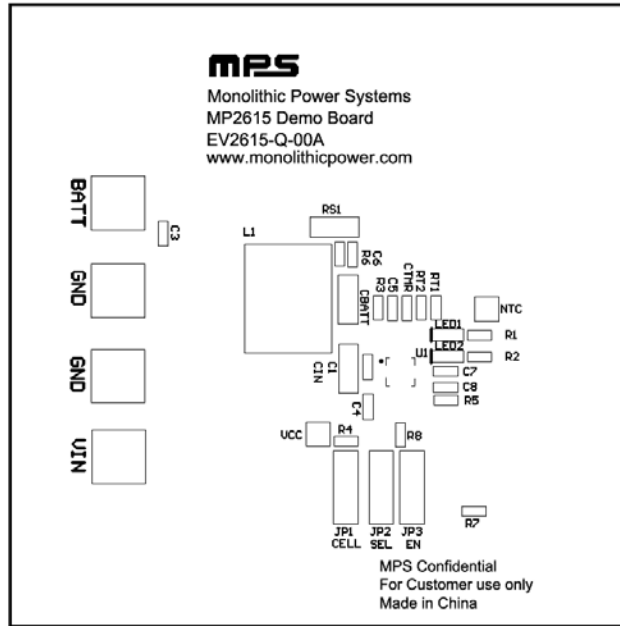 MPS
Monolithic Power Systems
MP2615 Demo Board
EV2615-Q-00A
www.monolithicpower.com
BATT
C3
GND
GND
VIN
L1
RS1
R6
C6
CBATT
R3
C5
CTMR
RT2
RT1
NTC
LED1
R1
LED2
R2
U1
C1
CIN
C7
C8
R5
C4
VCC
R4
R8
JP1
CELL
JP2
SEL
JP3
EN
R7
MPS Confidential
For Customer use only
Made in China